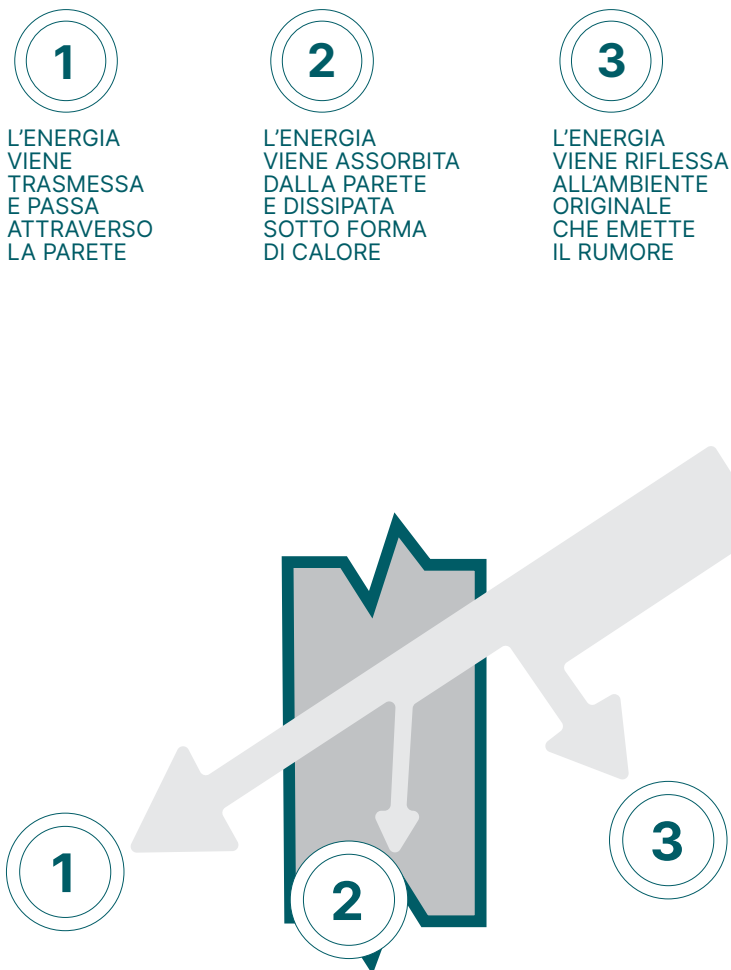 1
L’ENERGIA
VIENE
TRASMESSA
E PASSA
ATTRAVERSO
LA PARETE
2
L’ENERGIA
VIENE ASSORBITA
DALLA PARETE
E DISSIPATA
SOTTO FORMA
DI CALORE
3
L’ENERGIA
VIENE RIFLESSA
ALL’AMBIENTE
ORIGINALE
CHE EMETTE
IL RUMORE
1
2
3